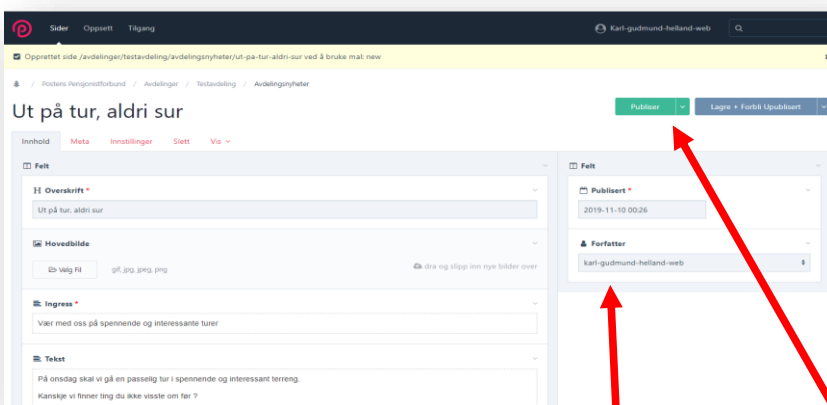 Sider Oppsett Tilgang Karl-gudmund-helland-web
Opprettet side /avdelinger/testavdeling/avdelingsnyheter/ut-pa-tur-aldri-sur ved å bruke mal: new
/ Postens Pensjonistforbund / Avdelinger / Testavdeling / Avdelingsnyheter
Ut på tur, aldri sur
Publiser Lagre + Forbli Upublisert
Innhold Meta Innstillinger Slett Vis
Felt
H Overskrift *
Ut på tur, aldri sur
Hovedbilde
Velg Fil gif, jpg, jpeg, png dra og slipp inn nye bilder over
Ingress *
Vær med oss på spennende og interessante turer
Tekst
På onsdag skal vi gå en passelig tur i spennende og interessant terreng.
Kanskje vi finner ting du ikke visste om før ?
Felt
Publisert *
2019-11-10 00:26
Forfatter
karl-gudmund-helland-web